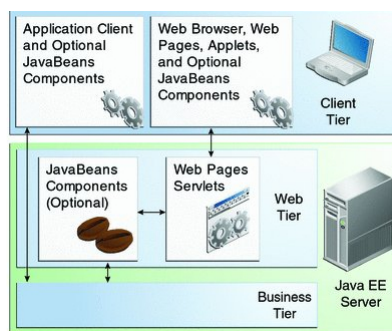 Application Client
and Optional
JavaBeans
Components
Web Browser, Web
Pages, Applets,
and Optional
JavaBeans
Components
Client
Tier
JavaBeans
Components
(Optional)
Web Pages
Servlets
Web
Tier
Java EE
Server
Business
Tier